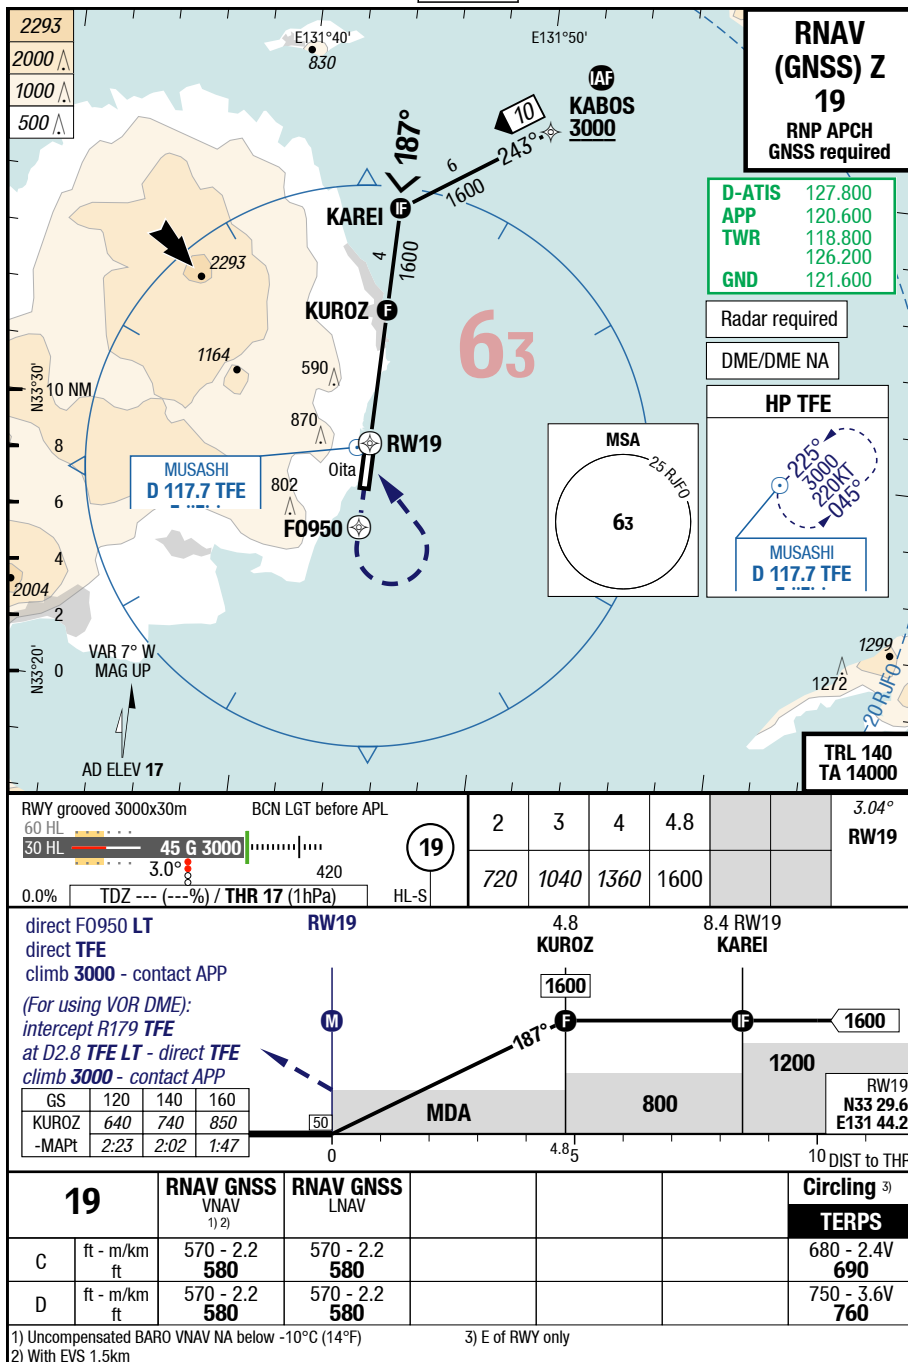 2293
2000
1000
500
E131°40'
E131°50'
830
RNAV
(GNSS) Z
19
RNP APCH
GNSS required
IAF
KABOS
3000
10
243°
6
1600
187°
KAREI IF
4
1600
KUROZ F
2293
1164
590
870
802
63
D-ATIS 127.800
APP 120.600
TWR 118.800
126.200
GND 121.600
Radar required
DME/DME NA
HP TFE
225°
3000
220KT
045°
MUSASHI
D 117.7 TFE
MSA
25 RJFO
63
N33°30'
10 NM
8
6
4
2
0
N33°20'
RW19
Oita
MUSASHI
D 117.7 TFE
FO950
2004
VAR 7° W
MAG UP
AD ELEV 17
1299
1272
20 RJFO
TRL 140
TA 14000
RWY grooved 3000x30m BCN LGT before APL
60 HL
30 HL 45 G 3000
3.0° 420
0.0% TDZ --- (---%) / THR 17 (1hPa) HL-S
19
2 3 4 4.8
720 1040 1360 1600
3.04°
RW19
direct FO950 LT
direct TFE
climb 3000 - contact APP
(For using VOR DME):
intercept R179 TFE
at D2.8 TFE LT - direct TFE
climb 3000 - contact APP
RW19
4.8
KUROZ
8.4 RW19
KAREI
1600
M
F
IF
1600
187°
1200
800
MDA
50
RW19
N33 29.6
E131 44.2
GS 120 140 160
KUROZ 640 740 850
-MAPt 2:23 2:02 1:47
0 4.8 5 10 DIST to THR
19
RNAV GNSS
VNAV
1) 2)
RNAV GNSS
LNAV
Circling 3)
TERPS
C ft - m/km 570 - 2.2 570 - 2.2 680 - 2.4V
ft 580 580 690
D ft - m/km 570 - 2.2 570 - 2.2 750 - 3.6V
ft 580 580 760
1) Uncompensated BARO VNAV NA below -10°C (14°F) 3) E of RWY only
2) With EVS 1.5km